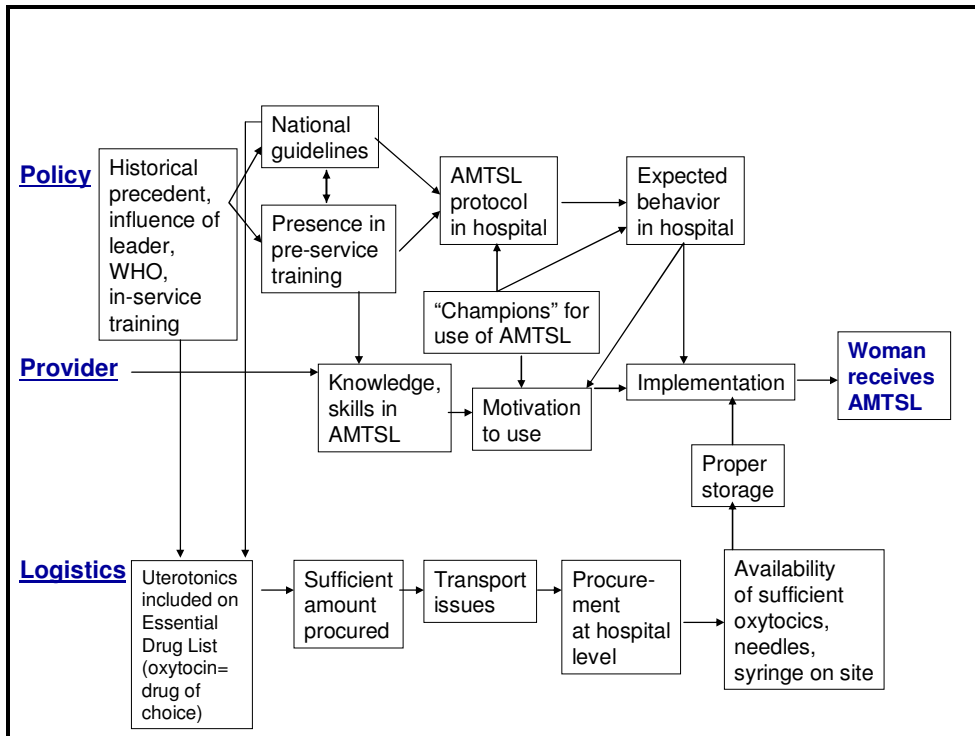 Policy
Historical
precedent,
influence of
leader,
WHO,
in-service
training
National
guidelines
Presence in
pre-service
training
AMTSL
protocol
in hospital
Expected
behavior
in hospital
“Champions” for
use of AMTSL
Provider
Knowledge,
skills in
AMTSL
Motivation
to use
Implementation
Woman
receives
AMTSL
Proper
storage
Logistics
Uterotonics
included on
Essential
Drug List
(oxytocin=
drug of
choice)
Sufficient
amount
procured
Transport
issues
Procure-
ment
at hospital
level
Availability
of sufficient
oxytocics,
needles,
syringe on site